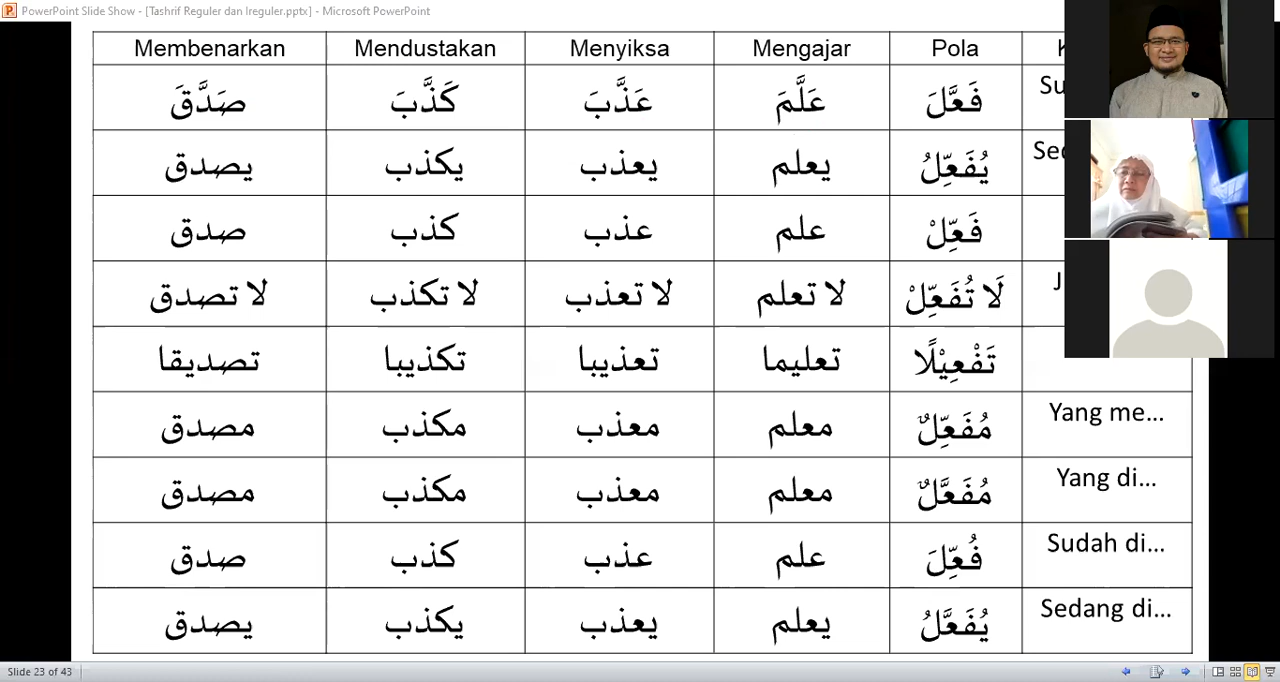 PowerPoint Slide Show - [Tashrif Reguler dan Ireguler.pptx] - Microsoft PowerPoint
Membenarkan Mendustakan Menyiksa Mengajar Pola
صَدَّقَ كَذَّبَ عَذَّبَ عَلَّمَ فَعَّلَ
يصدق يكذب يعذب يعلم يُفَعِّلُ
صدق كذب عذب علم فَعِّلْ
لا تصدق لا تكذب لا تعذب لا تعلم لَا تُفَعِّلْ
تصديقا تكذيبا تعذيبا تعليما تَفْعِيْلًا
مصدق مكذب معذب معلم مُفَعِّلٌ Yang me...
مصدق مكذب معذب معلم مُفَعَّلٌ Yang di...
صدق كذب عذب علم فُعِّلَ Sudah di...
يصدق يكذب يعذب يعلم يُفَعَّلُ Sedang di...
Slide 23 of 43